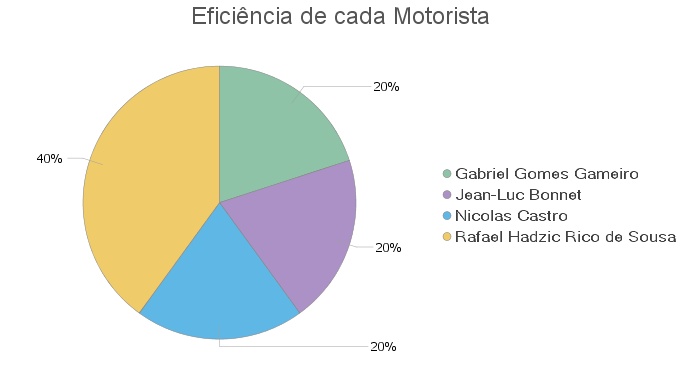 Eficiência de cada Motorista
20%
40%
20%
20%
Gabriel Gomes Gameiro
Jean-Luc Bonnet
Nicolas Castro
Rafael Hadzic Rico de Sousa